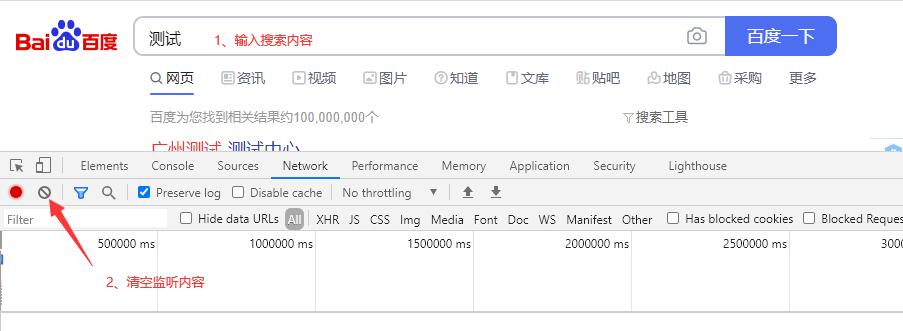 Bai du 百度
测试
1、输入搜索内容
百度一下
网页 资讯 视频 图片 知道 文库 贴吧 地图 采购 更多
百度为您找到相关结果约100,000,000个
搜索工具
广州测试 测试中心
Elements Console Sources Network Performance Memory Application Security Lighthouse
Preserve log Disable cache No throttling
Filter Hide data URLs All XHR JS CSS Img Media Font Doc WS Manifest Other Has blocked cookies Blocked Reque
500000 ms 1000000 ms 1500000 ms 2000000 ms 2500000 ms 3000
2、清空监听内容